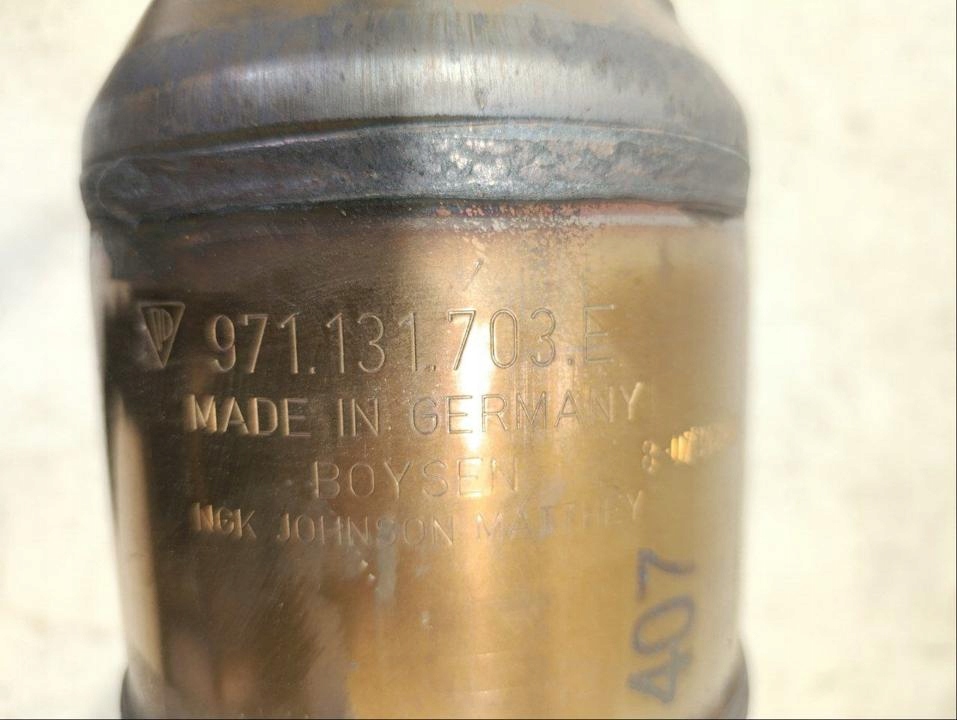 971.131.703.E
MADE IN GERMANY
BOYSEN
NGK JOHNSON MATTHEY
407